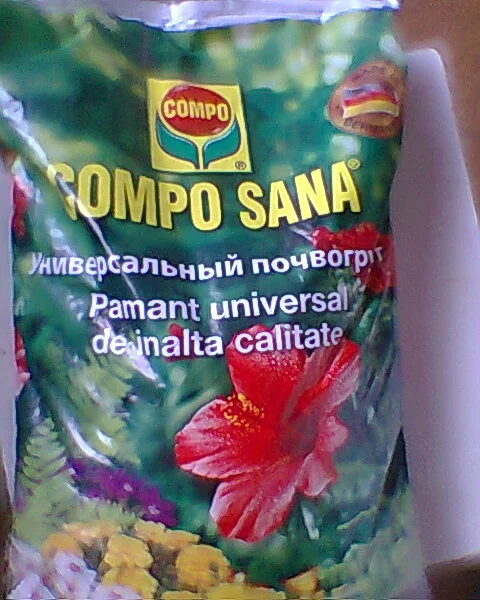 COMPO
®
COMPO SANA®
Универсальный почвогрунт
Pamant universal
de inalta calitate